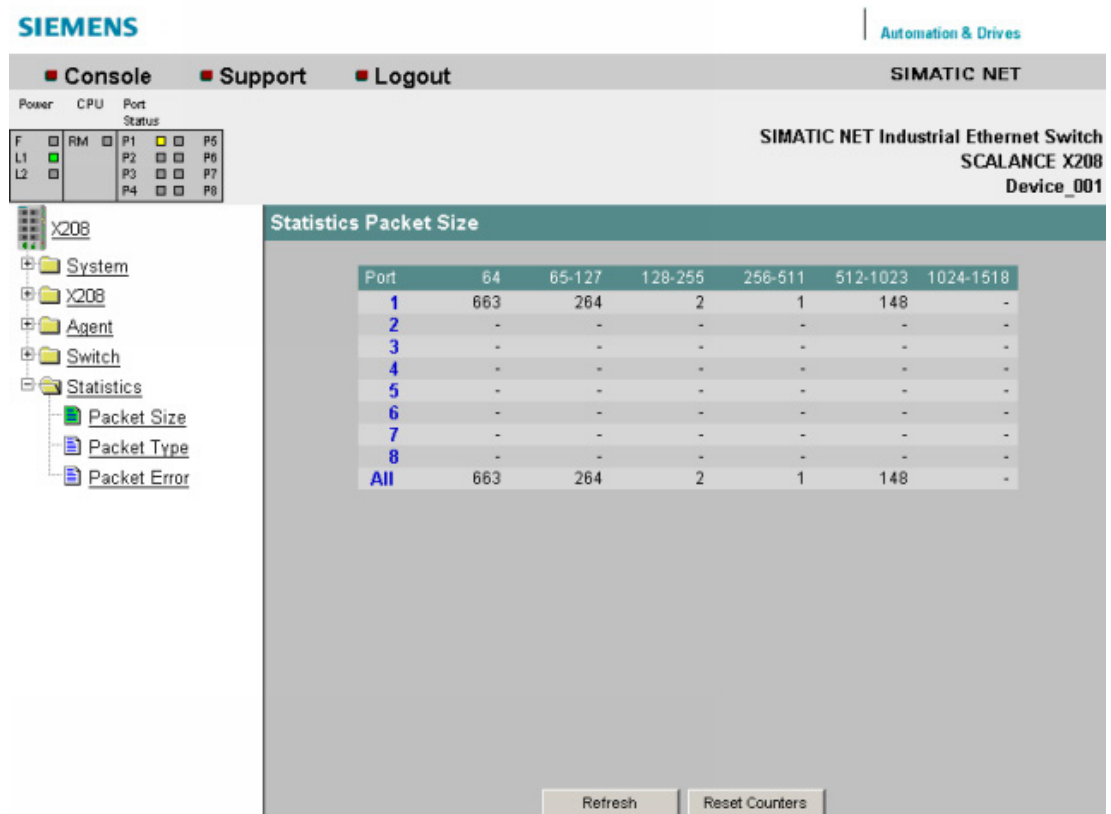 SIEMENS
Automation & Drives
Console Support Logout SIMATIC NET
Power CPU Port Status
F RM P1 P5
L1 P2 P6
L2 P3 P7
P4 P8
SIMATIC NET Industrial Ethernet Switch
SCALANCE X208
Device_001
X208
System
X208
Agent
Switch
Statistics
Packet Size
Packet Type
Packet Error
Statistics Packet Size
Port 64 65-127 128-255 256-511 512-1023 1024-1518
1 663 264 2 1 148 -
2 - - - - - -
3 - - - - - -
4 - - - - - -
5 - - - - - -
6 - - - - - -
7 - - - - - -
8 - - - - - -
All 663 264 2 1 148 -
Refresh Reset Counters